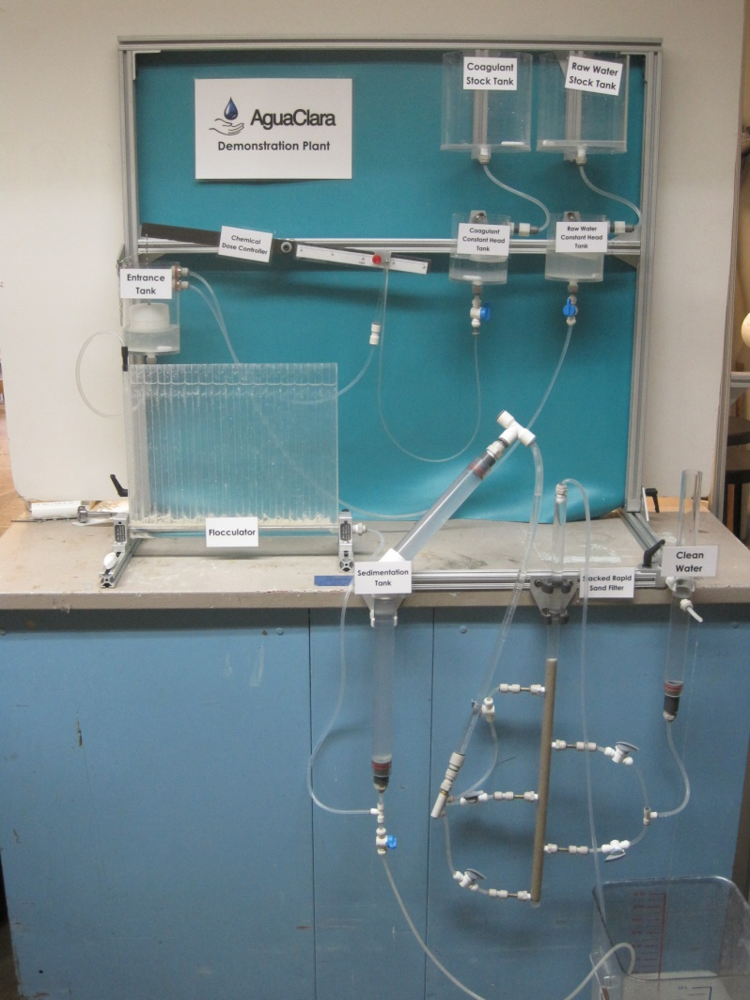 AguaClara
Demonstration Plant
Coagulant
Stock Tank
Raw Water
Stock Tank
Chemical
Dose Controller
Coagulant
Constant Head
Tank
Raw Water
Constant Head
Tank
Entrance
Tank
Flocculator
Sedimentation
Tank
Stacked Rapid
Sand Filter
Clean
Water